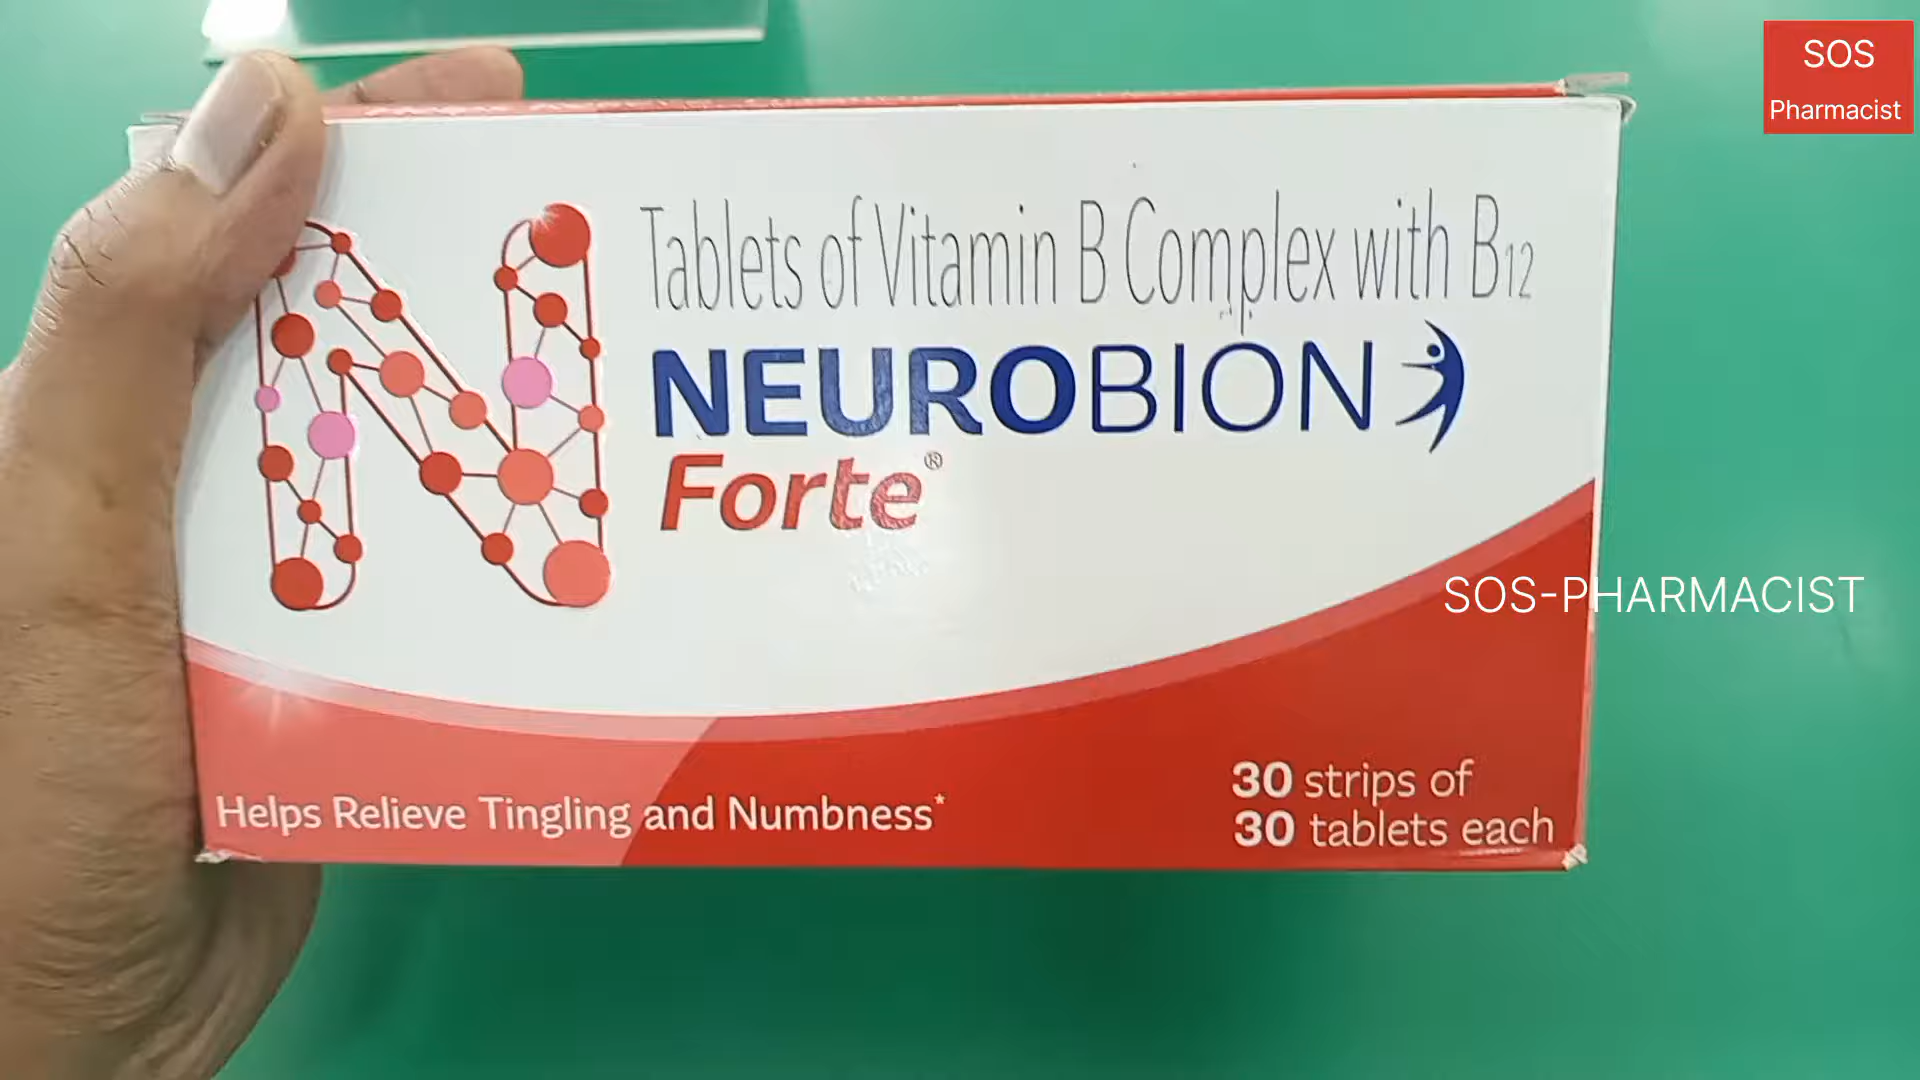 SOS
Pharmacist
Tablets of Vitamin B Complex with B12
NEUROBION
Forte®
SOS-PHARMACIST
Helps Relieve Tingling and Numbness*
30 strips of
30 tablets each